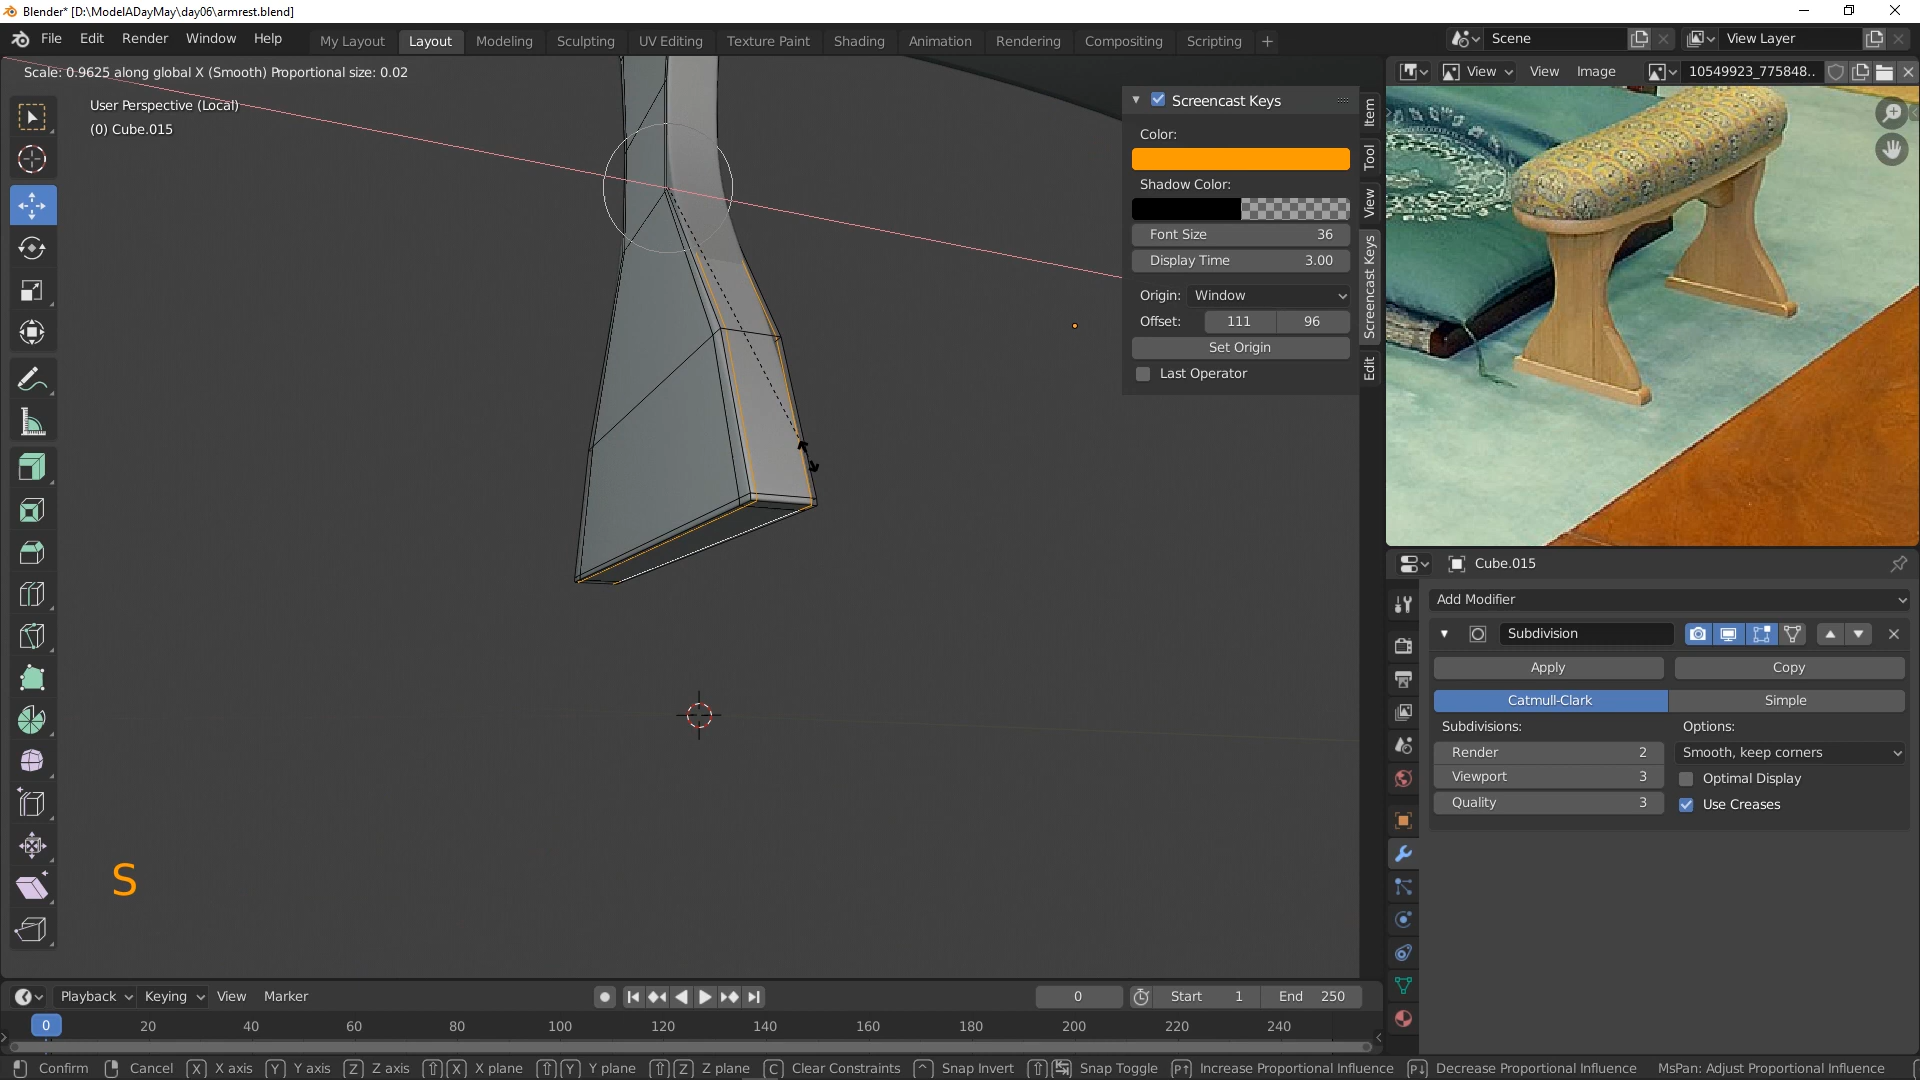 Blender* [D:\ModelADayMay\day06\armrest.blend]
File Edit Render Window Help My Layout Layout Modeling Sculpting UV Editing Texture Paint Shading Animation Rendering Compositing Scripting + Scene View Layer
Scale: 0.9625 along global X (Smooth) Proportional size: 0.02
View View Image 10549923_775848..
User Perspective (Local)
(0) Cube.015
Screencast Keys
Color:
Shadow Color:
Font Size 36
Display Time 3.00
Origin: Window
Offset: 111 96
Set Origin
Last Operator
Item
Tool
View
Screencast Keys
Edit
Cube.015
Add Modifier
Subdivision
Apply Copy
Catmull-Clark Simple
Subdivisions: Options:
Render 2 Smooth, keep corners
Viewport 3 Optimal Display
Quality 3 Use Creases
S
Playback Keying View Marker 0 Start 1 End 250
0 20 40 60 80 100 120 140 160 180 200 220 240
Confirm Cancel X X axis Y Y axis Z Z axis X X plane Y Y plane Z Z plane C Clear Constraints Snap Invert Snap Toggle P↑ Increase Proportional Influence P↓ Decrease Proportional Influence MsPan: Adjust Proportional Influence